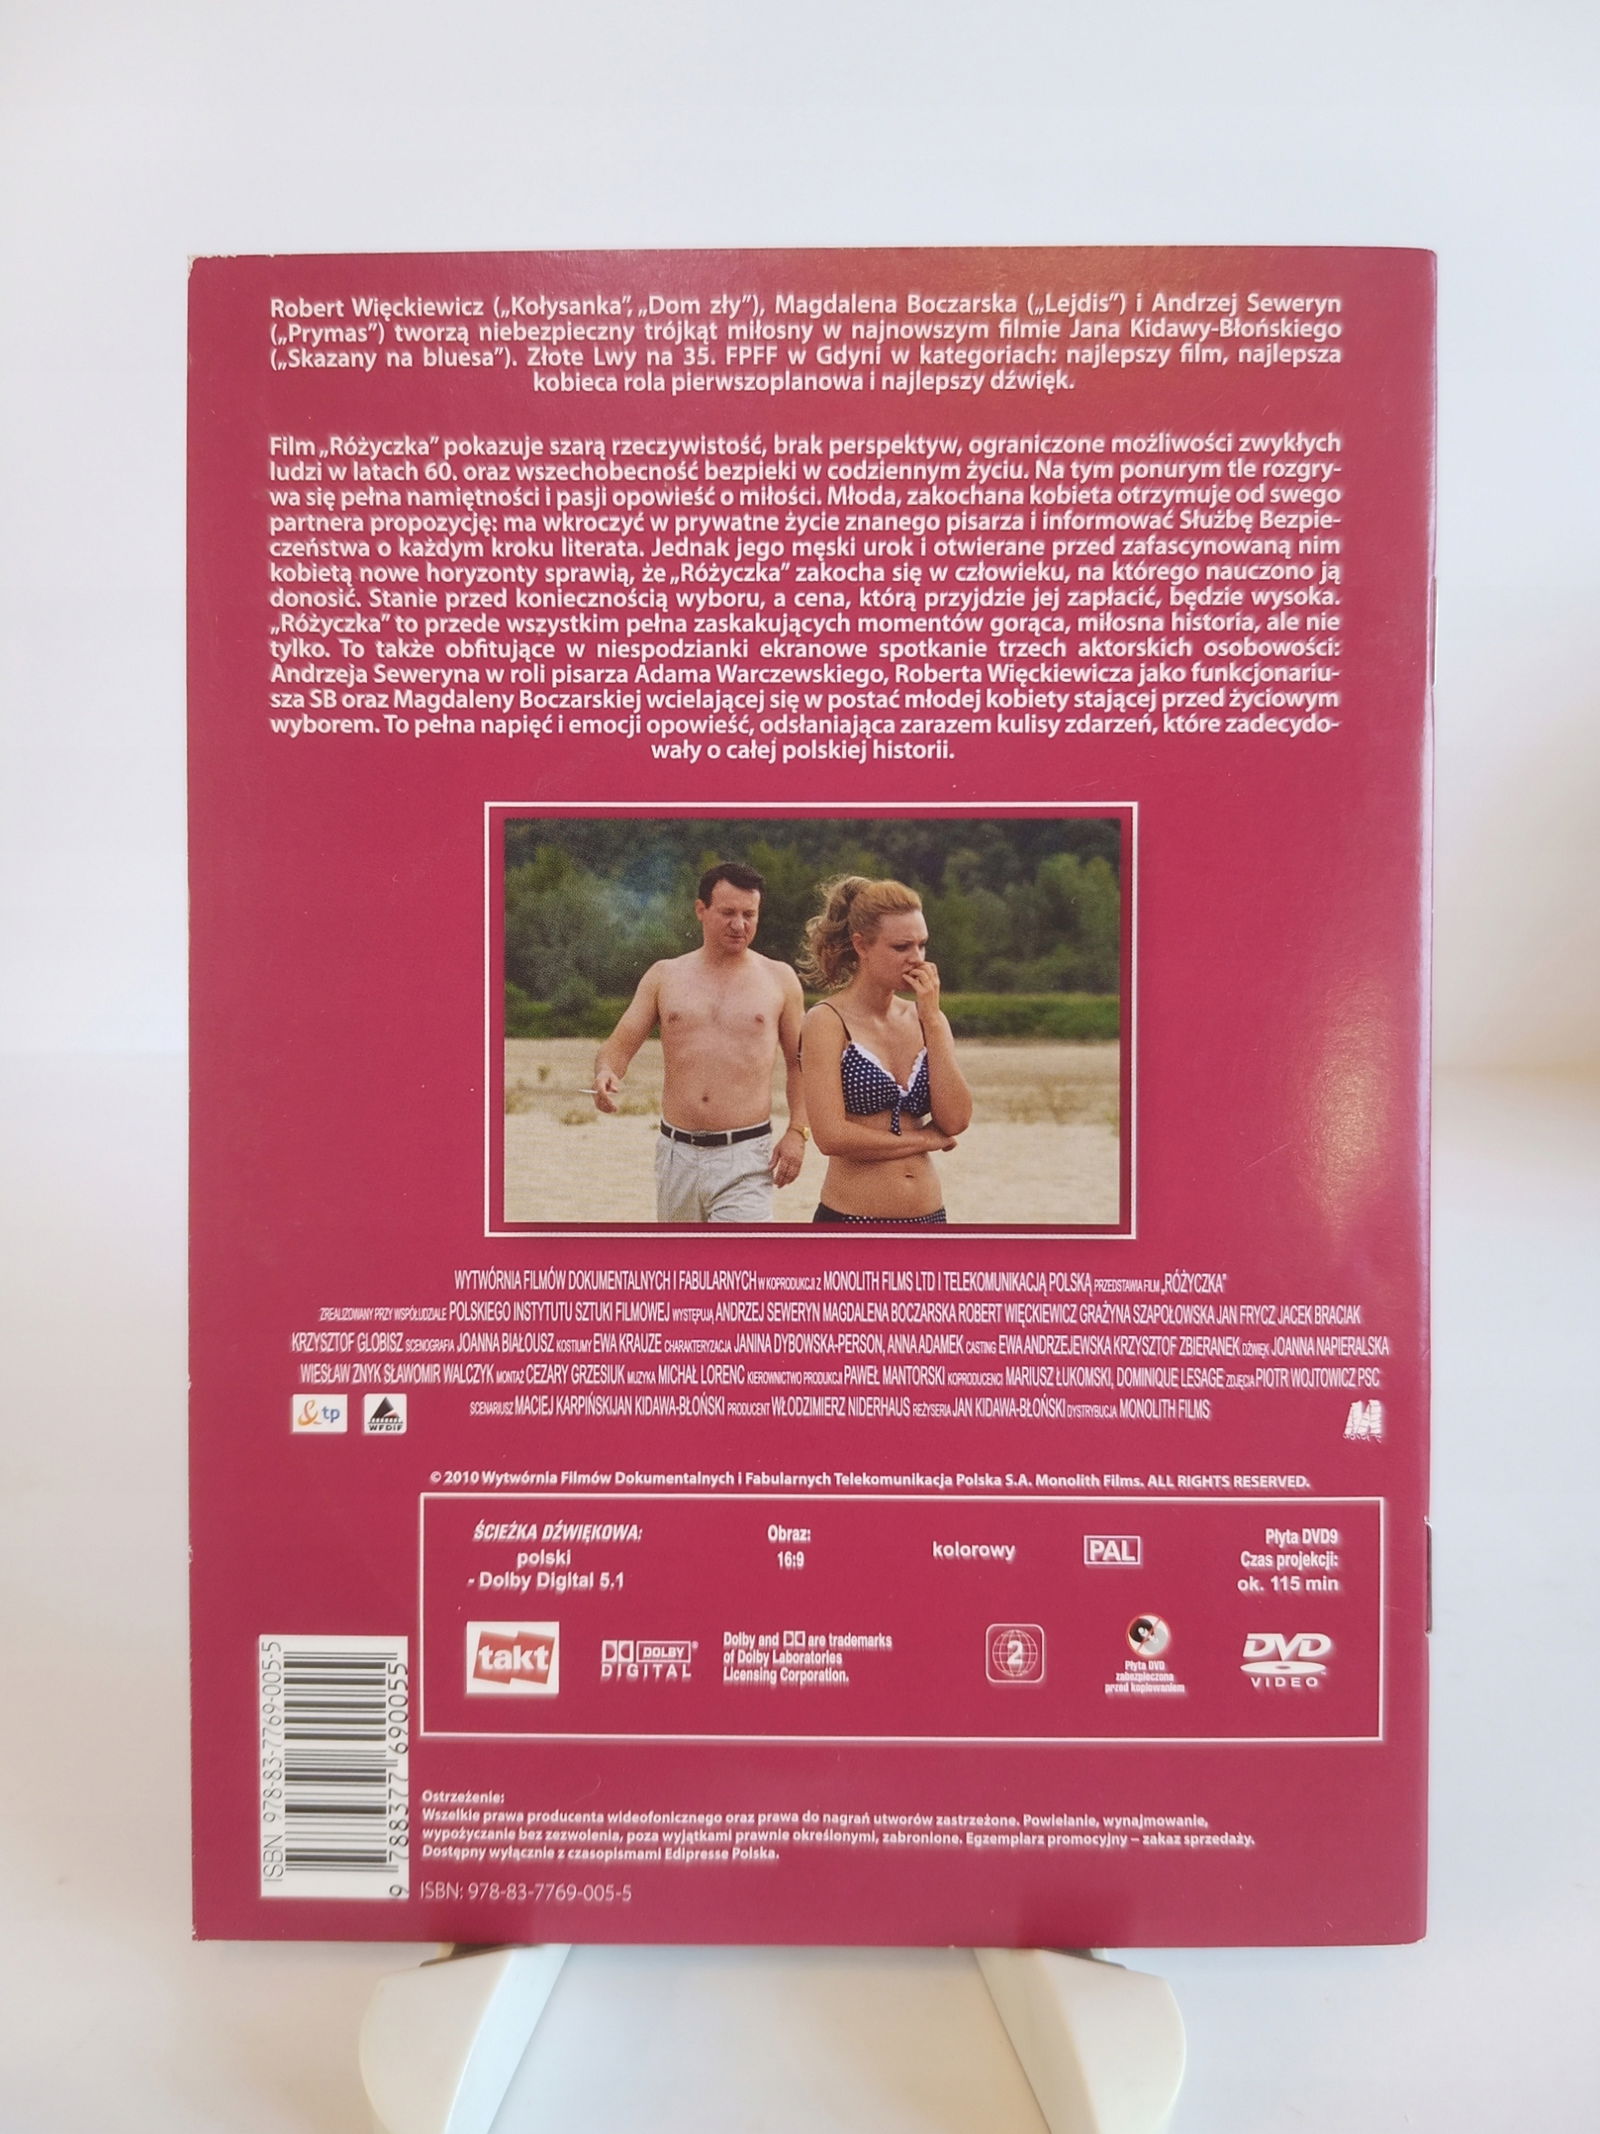 Robert Więckiewicz („Kołysanka”, „Dom zły”), Magdalena Boczarska („Lejdis”) i Andrzej Seweryn
(„Prymas”) tworzą niebezpieczny trójkąt miłosny w najnowszym filmie Jana Kidawy-Błońskiego
(„Skazany na bluesa”). Złote Lwy na 35. FPFF w Gdyni w kategoriach: najlepszy film, najlepsza
kobieca rola pierwszoplanowa i najlepszy dźwięk.
Film „Różyczka” pokazuje szarą rzeczywistość, brak perspektyw, ograniczone możliwości zwykłych
ludzi w latach 60. oraz wszechobecność bezpieki w codziennym życiu. Na tym ponurym tle rozgry-
wa się pełna namiętności i pasji opowieść o miłości. Młoda, zakochana kobieta otrzymuje od swego
partnera propozycję: ma wkroczyć w prywatne życie znanego pisarza i informować Służbę Bezpie-
czeństwa o każdym kroku literata. Jednak jego męski urok i otwierane przed zafascynowaną nim
kobietą nowe horyzonty sprawią, że „Różyczka” zakocha się w człowieku, na którego nauczono ją
donosić. Stanie przed koniecznością wyboru, a cena, którą przyjdzie jej zapłacić, będzie wysoka.
„Różyczka” to przede wszystkim pełna zaskakujących momentów gorąca, miłosna historia, ale nie
tylko. To także obfitujące w niespodzianki ekranowe spotkanie trzech aktorskich osobowości:
Andrzeja Seweryna w roli pisarza Adama Warczewskiego, Roberta Więckiewicza jako funkcjonariu-
sza SB oraz Magdaleny Boczarskiej wcielającej się w postać młodej kobiety stającej przed życiowym
wyborem. To pełna napięć i emocji opowieść, odsłaniająca zarazem kulisy zdarzeń, które zadecydo-
wały o całej polskiej historii.
WYTWÓRNIA FILMÓW DOKUMENTALNYCH I FABULARNYCH W KOPRODUKCJI Z MONOLITH FILMS LTD I TELEKOMUNIKACJĄ POLSKĄ PRZEDSTAWIA FILM „RÓŻYCZKA”
ZREALIZOWANY PRZY WSPÓŁUDZIALE POLSKIEGO INSTYTUTU SZTUKI FILMOWEJ WYSTĘPUJĄ ANDRZEJ SEWERYN MAGDALENA BOCZARSKA ROBERT WIĘCKIEWICZ GRAŻYNA SZAPOŁOWSKA JAN FRYCZ JACEK BRACIAK
KRZYSZTOF GLOBISZ SCENOGRAFIA JOANNA BIAŁOUSZ KOSTIUMY EWA KRAUZE CHARAKTERYZACJA JANINA DYBOWSKA-PERSON, ANNA ADAMEK CASTING EWA ANDRZEJEWSKA KRZYSZTOF ZBIERANEK DŹWIĘK JOANNA NAPIERALSKA
WIESŁAW ZNYK SŁAWOMIR WALCZYK MONTAŻ CEZARY GRZESIUK MUZYKA MICHAŁ LORENC KIEROWNICTWO PRODUKCJI PAWEŁ MANTORSKI KOPRODUCENCI MARIUSZ ŁUKOMSKI, DOMINIQUE LESAGE ZDJĘCIA PIOTR WOJTOWICZ PSC
SCENARIUSZ MACIEJ KARPIŃSKI JAN KIDAWA-BŁOŃSKI PRODUCENT WŁODZIMIERZ NIDERHAUS REŻYSERIA JAN KIDAWA-BŁOŃSKI DYSTRYBUCJA MONOLITH FILMS
tp
WFDiF
© 2010 Wytwórnia Filmów Dokumentalnych i Fabularnych Telekomunikacja Polska S.A. Monolith Films. ALL RIGHTS RESERVED.
ŚCIEŻKA DŹWIĘKOWA:
polski
- Dolby Digital 5.1
Obraz:
16:9
kolorowy
PAL
Płyta DVD9
Czas projekcji:
ok. 115 min
takt
DOLBY
DIGITAL
Dolby and are trademarks
of Dolby Laboratories
Licensing Corporation.
2
Płyta DVD
zabezpieczona
przed kopiowaniem
DVD
VIDEO
ISBN 978-83-7769-005-5
9 788377 690055
Ostrzeżenie:
Wszelkie prawa producenta wideofonicznego oraz prawa do nagrań utworów zastrzeżone. Powielanie, wynajmowanie,
wypożyczanie bez zezwolenia, poza wyjątkami prawnie określonymi, zabronione. Egzemplarz promocyjny – zakaz sprzedaży.
Dostępny wyłącznie z czasopismami Edipresse Polska.
ISBN: 978-83-7769-005-5